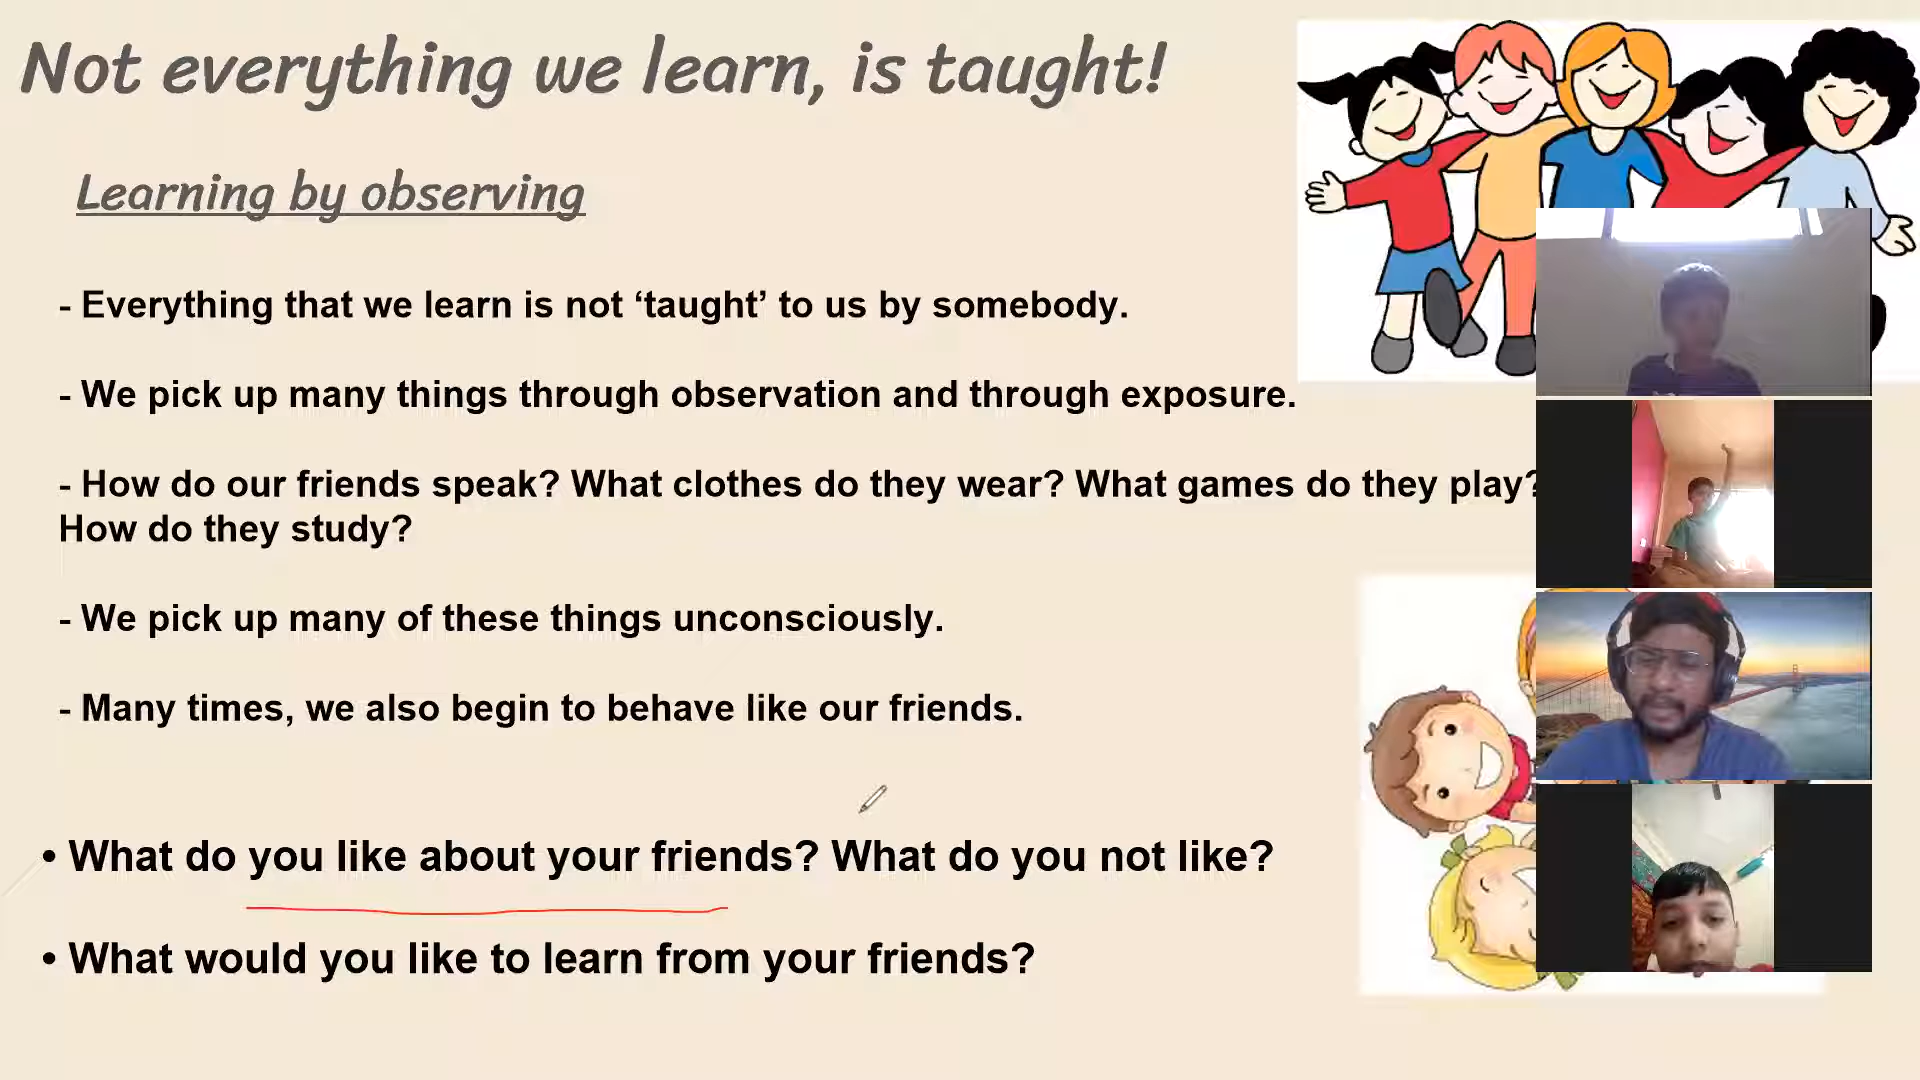 Not everything we learn, is taught!
Learning by observing
- Everything that we learn is not ‘taught’ to us by somebody.
- We pick up many things through observation and through exposure.
- How do our friends speak? What clothes do they wear? What games do they play?
How do they study?
- We pick up many of these things unconsciously.
- Many times, we also begin to behave like our friends.
• What do you like about your friends? What do you not like?
• What would you like to learn from your friends?